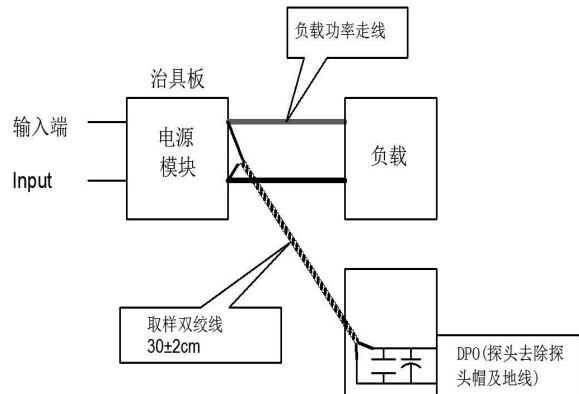 负载功率走线
治具板
输入端
Input
电源
模块
负载
取样双绞线
30±2cm
DPO(探头去除探
头帽及地线)